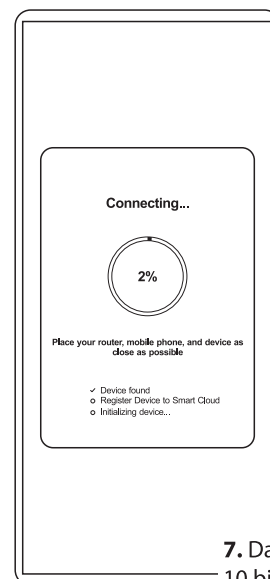 Connecting...
2%
Place your router, mobile phone, and device as
close as possible
✓ Device found
o Register Device to Smart Cloud
o Initializing device...
7. Da
10 bi